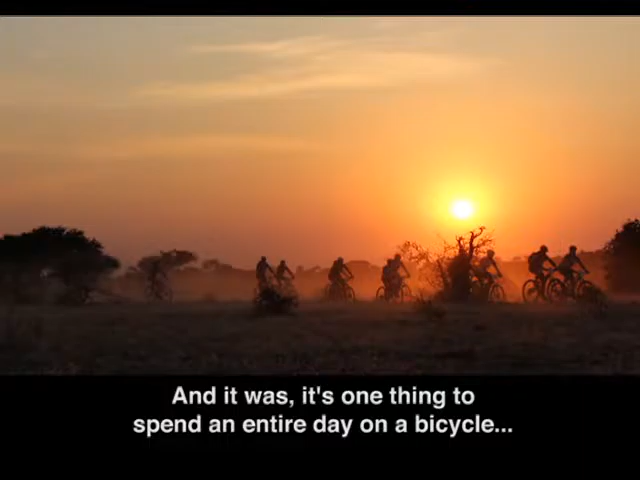 And it was, it's one thing to
spend an entire day on a bicycle...